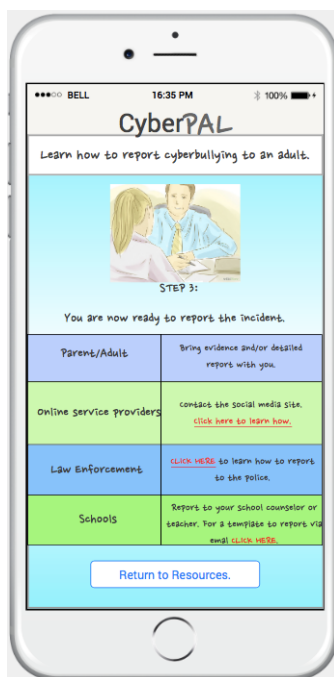 BELL 16:35 PM 100%
CyberPAL
Learn how to report cyberbullying to an adult.
STEP 3:
You are now ready to report the incident.
Parent/Adult
Bring evidence and/or detailed
report with you.
Online service providers
Contact the social media site.
Click here to learn how.
Law Enforcement
CLICK HERE to learn how to report
to the police.
Schools
Report to your school counselor or
teacher. For a template to report via
emal CLICK HERE.
Return to Resources.